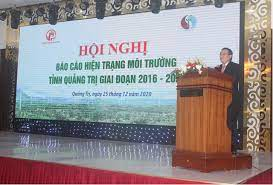 HỘI NGHỊ
BÁO CÁO HIỆN TRẠNG MÔI TRƯỜNG
TỈNH QUẢNG TRỊ GIAI ĐOẠN 2016 - 20
Quảng Trị, ngày 25 tháng 12 năm 2020